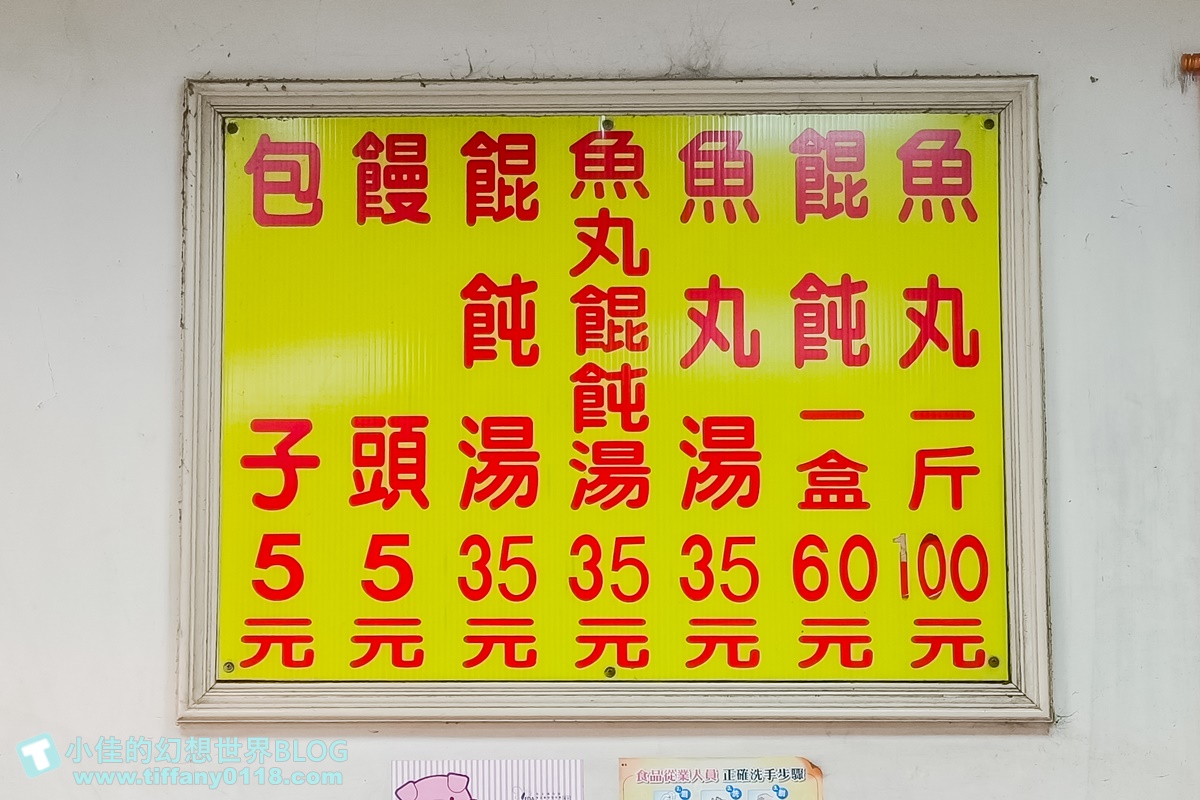 魚丸一斤100元
餛飩一盒60元
魚丸湯35元
魚丸餛飩湯35元
餛飩湯35元
饅頭5元
包子5元
小佳的幻想世界BLOG
www.tiffany0118.com
食品從業人員 正確洗手步驟